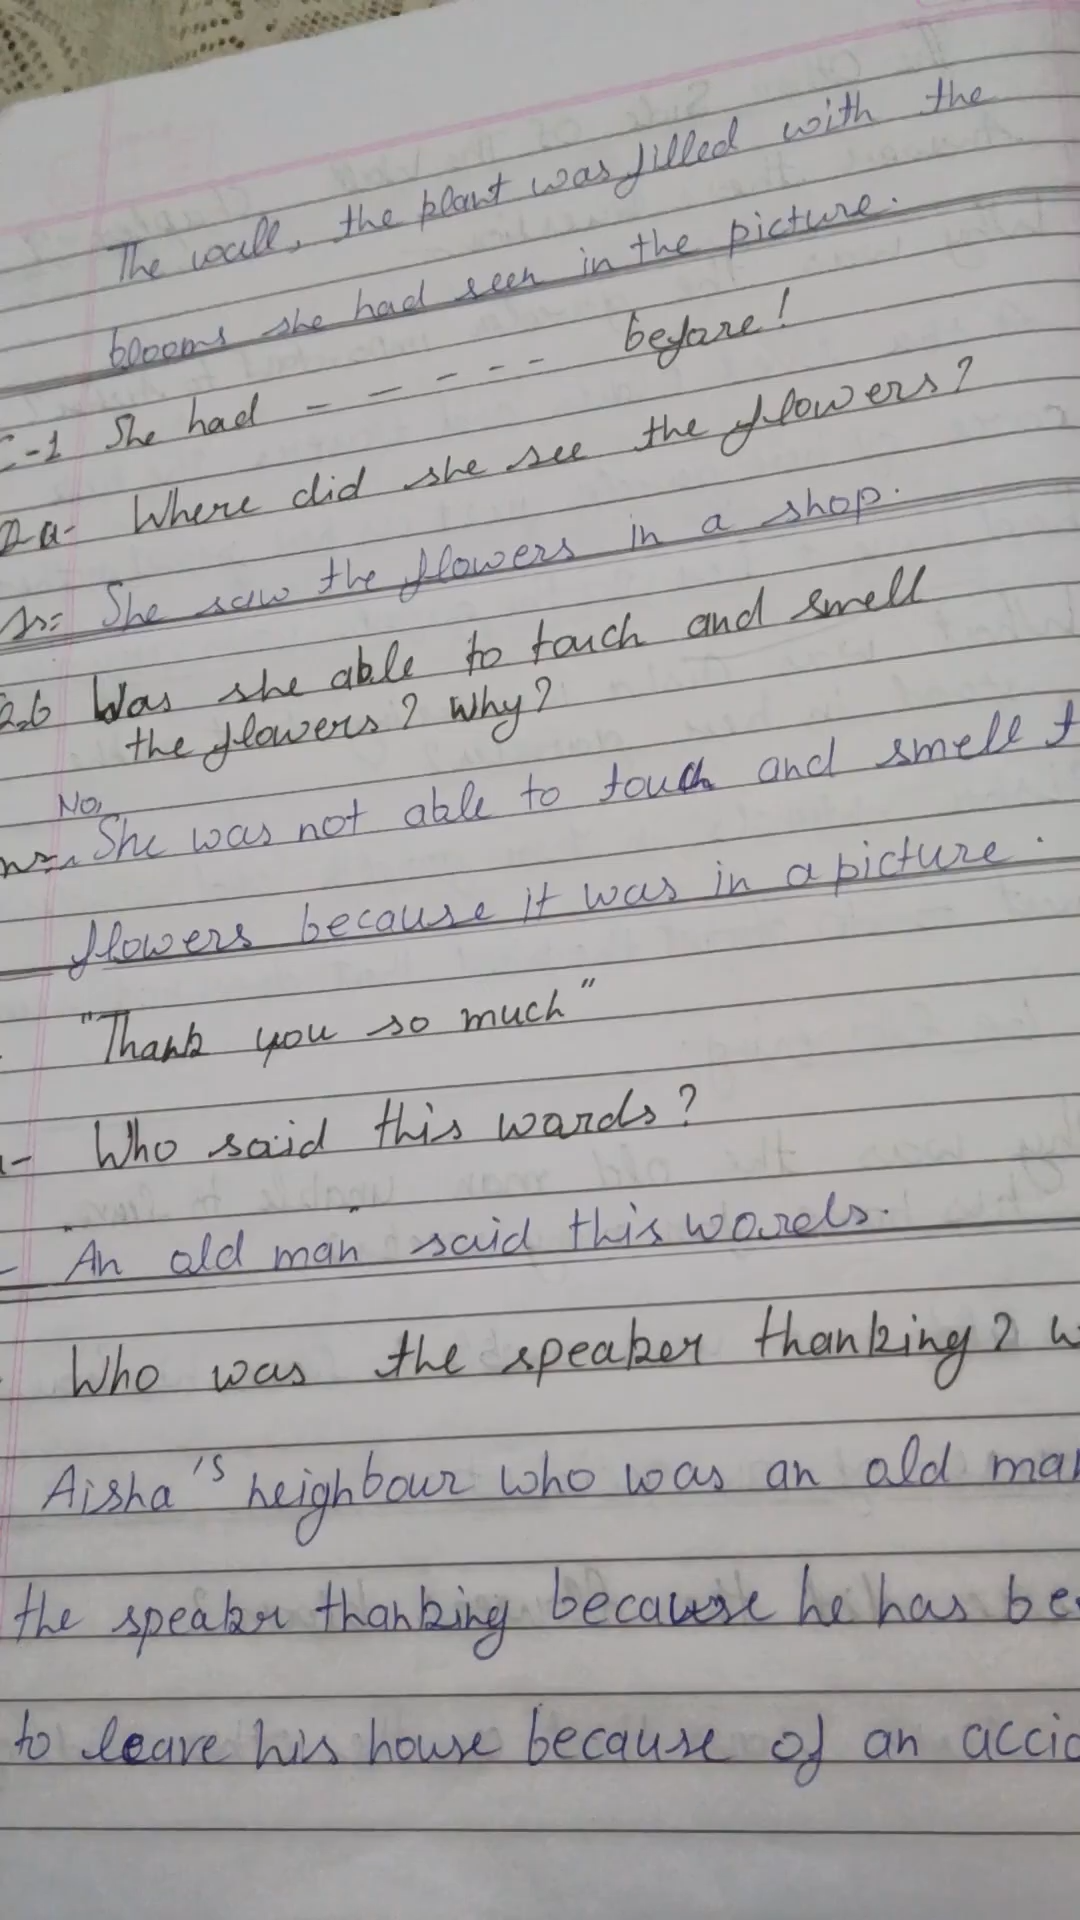 The wall, the plant was filled with the
blooms she had seen in the picture.
-1 She had - - - - - before!
Q a- Where did she see the flowers?
She saw the flowers in a shop.
Q.b Was she able to touch and smell
the flowers? Why?
No,
She was not able to touch and smell t
flowers because it was in a picture.
"Thank you so much"
Who said this words?
"An old man" said this words.
Who was the speaker thanking? w
Aisha's neighbour who was an old ma
the speaker thanking because he has be
to leave his house because of an accid